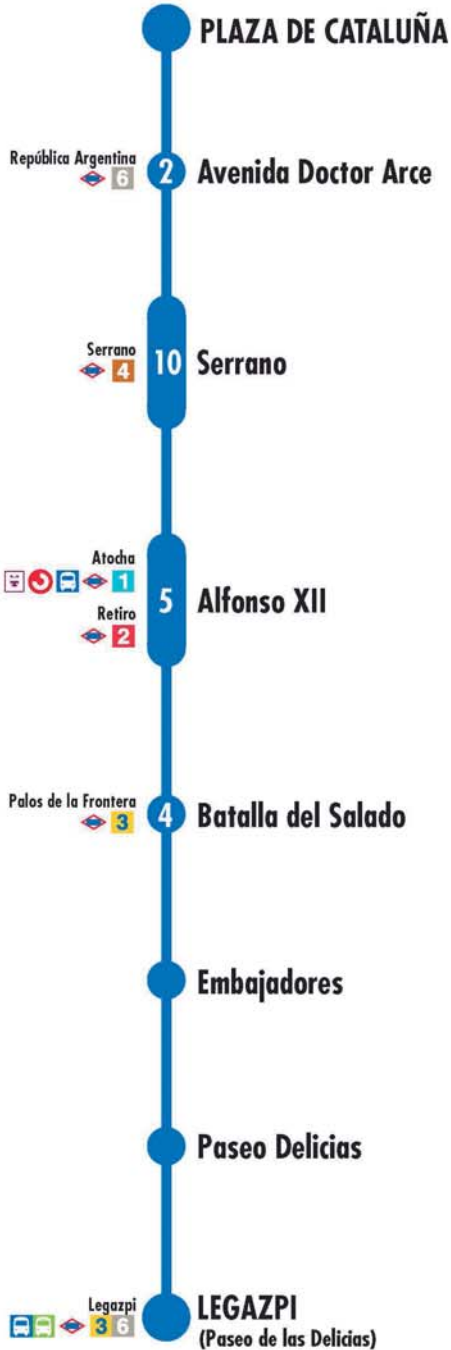 PLAZA DE CATALUÑA
República Argentina
6
2
Avenida Doctor Arce
Serrano
4
10
Serrano
Atocha
1
Retiro
2
5
Alfonso XII
Palos de la Frontera
3
4
Batalla del Salado
Embajadores
Paseo Delicias
Legazpi
3 6
LEGAZPI
(Paseo de las Delicias)